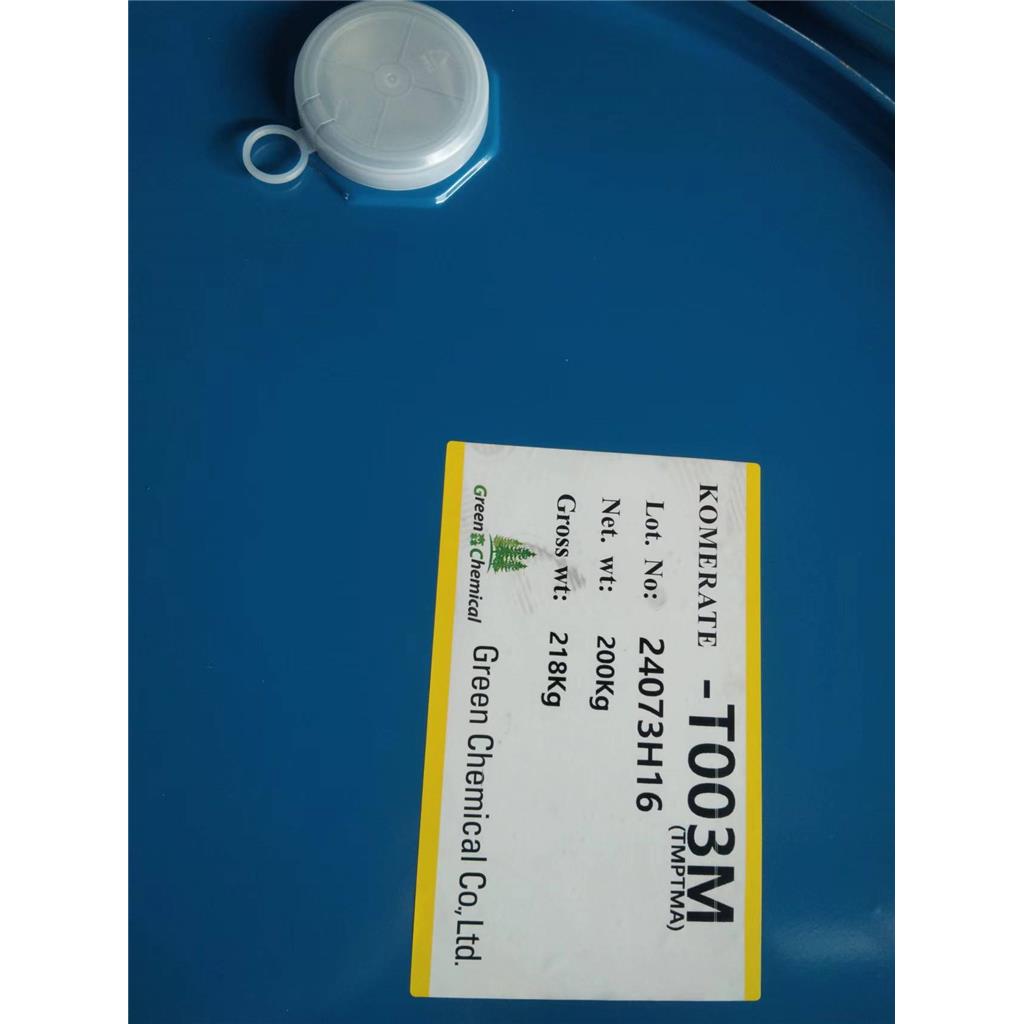 KOMERATE -T003M
(TMPTMA)
Lot. No: 24073H16
Net. wt: 200Kg
Gross wt: 218Kg
Green Chemical Green Chemical Co., Ltd.